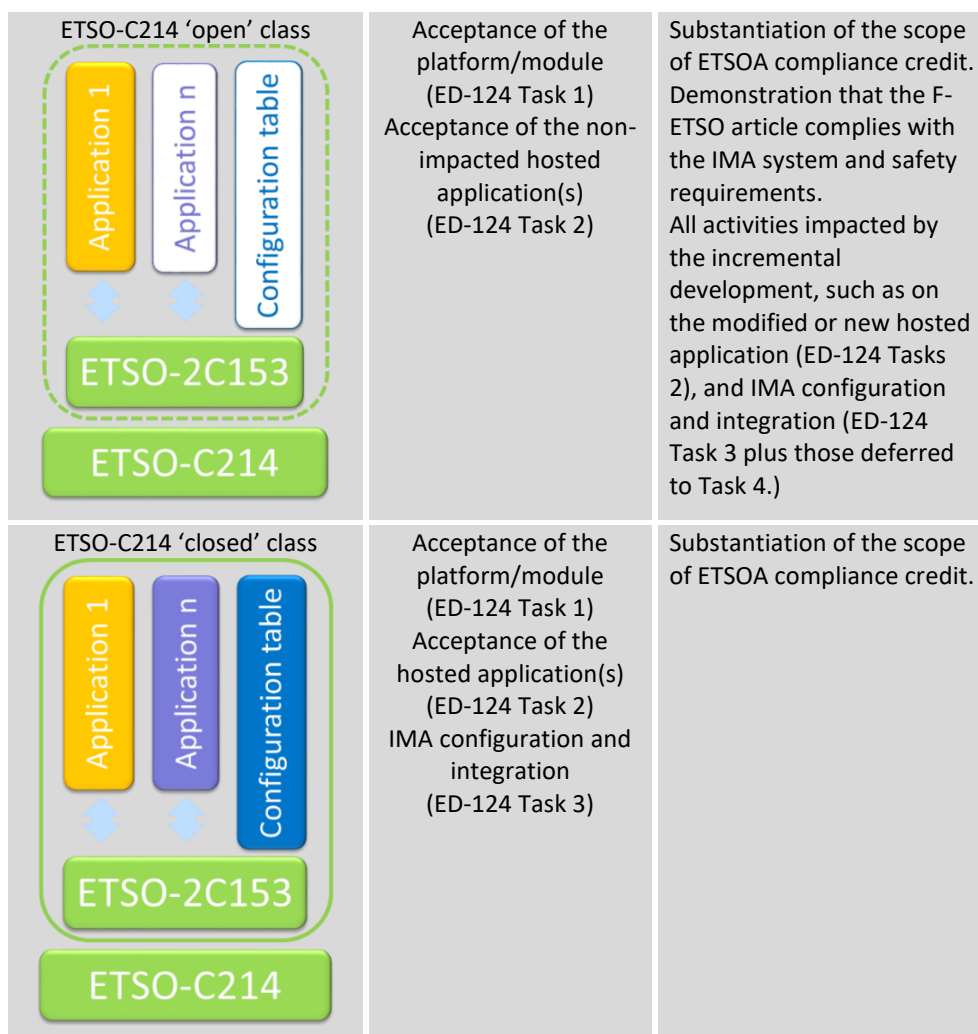 ETSO-C214 ‘open’ class
Application 1
Application n
Configuration table
ETSO-2C153
ETSO-C214
Acceptance of the
platform/module
(ED-124 Task 1)
Acceptance of the non-
impacted hosted
application(s)
(ED-124 Task 2)
Substantiation of the scope
of ETSOA compliance credit.
Demonstration that the F-
ETSO article complies with
the IMA system and safety
requirements.
All activities impacted by
the incremental
development, such as on
the modified or new hosted
application (ED-124 Tasks
2), and IMA configuration
and integration (ED-124
Task 3 plus those deferred
to Task 4.)
ETSO-C214 ‘closed’ class
Application 1
Application n
Configuration table
ETSO-2C153
ETSO-C214
Acceptance of the
platform/module
(ED-124 Task 1)
Acceptance of the
hosted application(s)
(ED-124 Task 2)
IMA configuration and
integration
(ED-124 Task 3)
Substantiation of the scope
of ETSOA compliance credit.